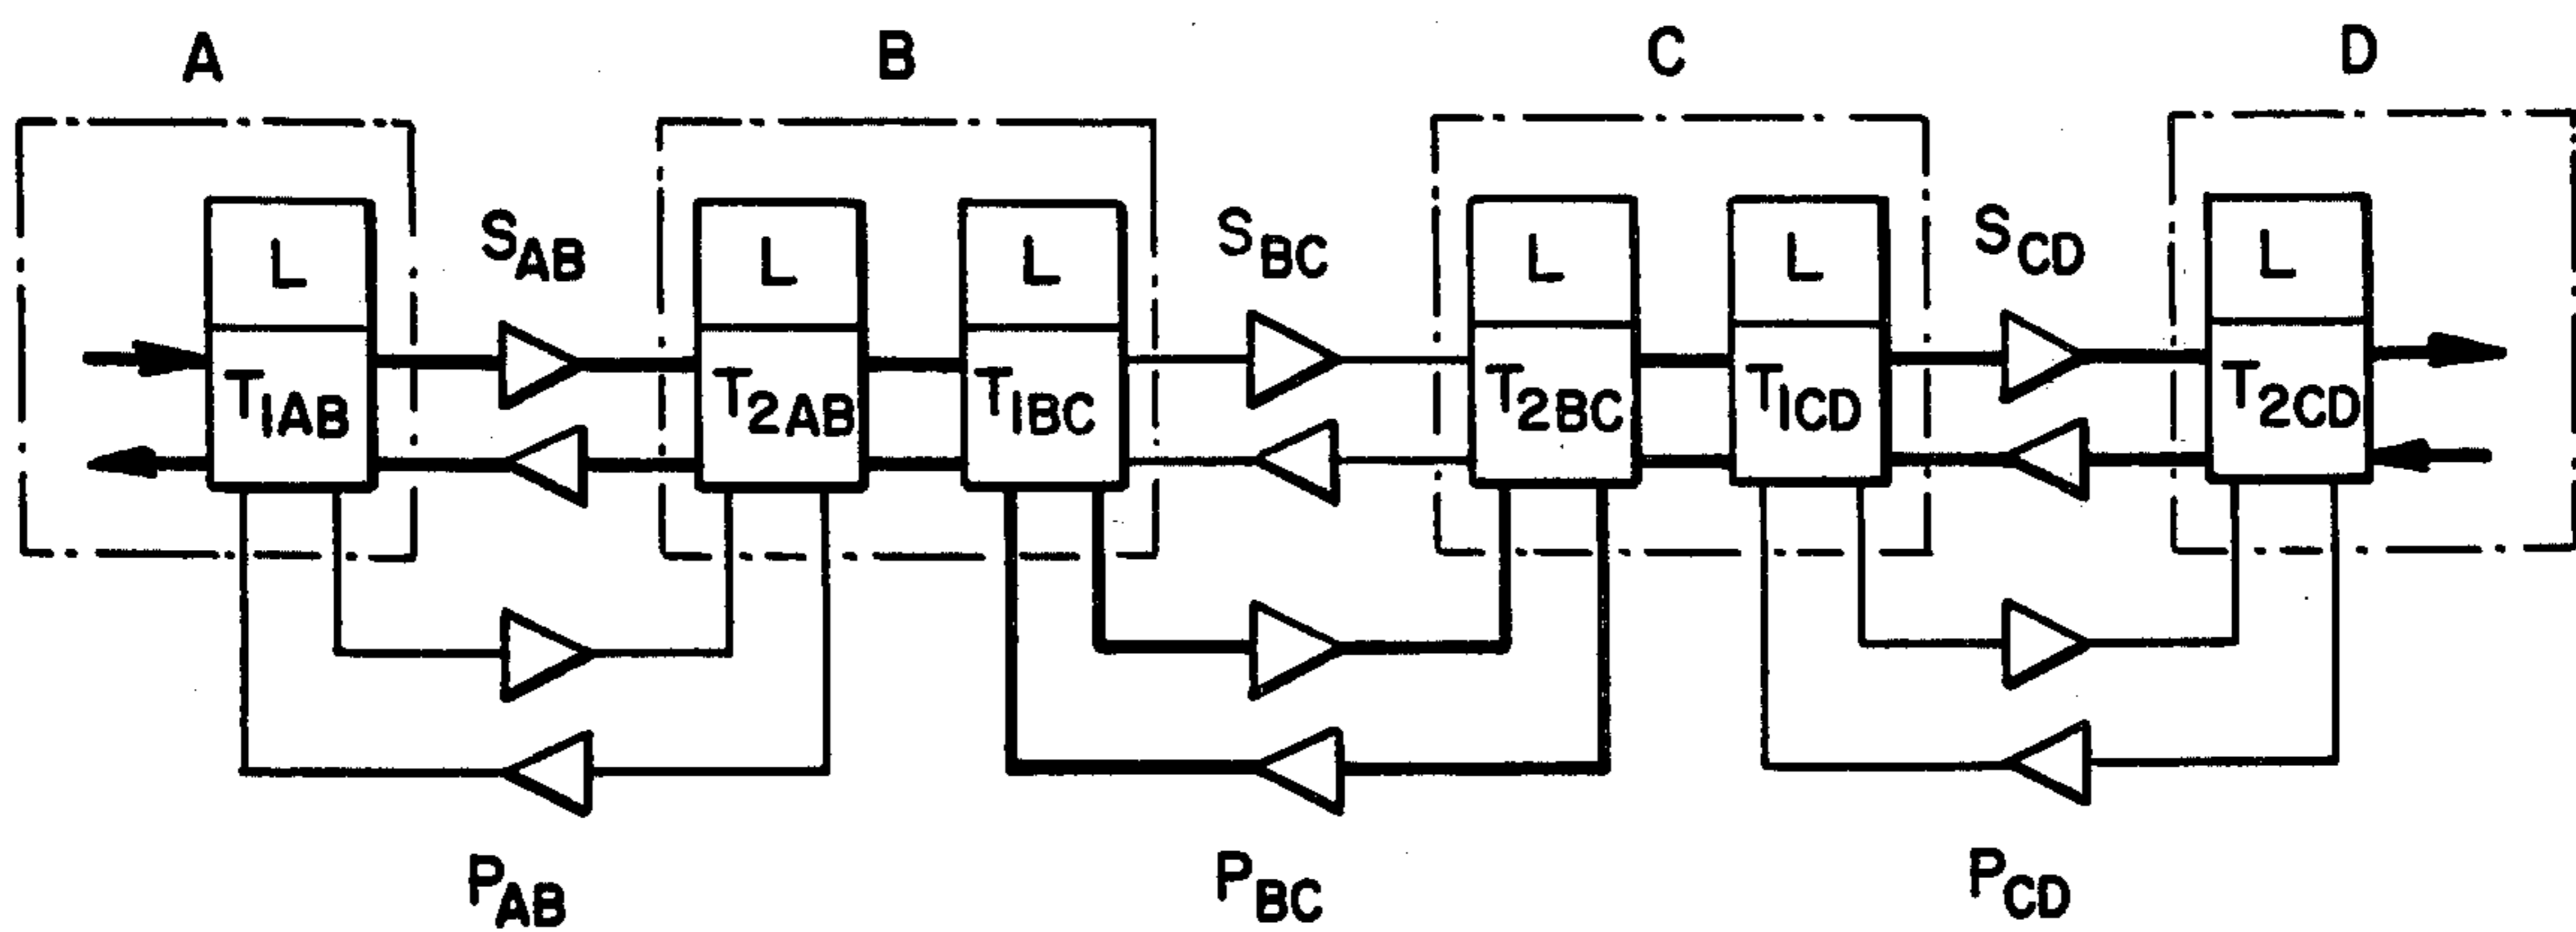 A B C D
S_AB S_BC S_CD
L L L L L L
T_1AB T_2AB T_1BC T_2BC T_1CD T_2CD
P_AB P_BC P_CD